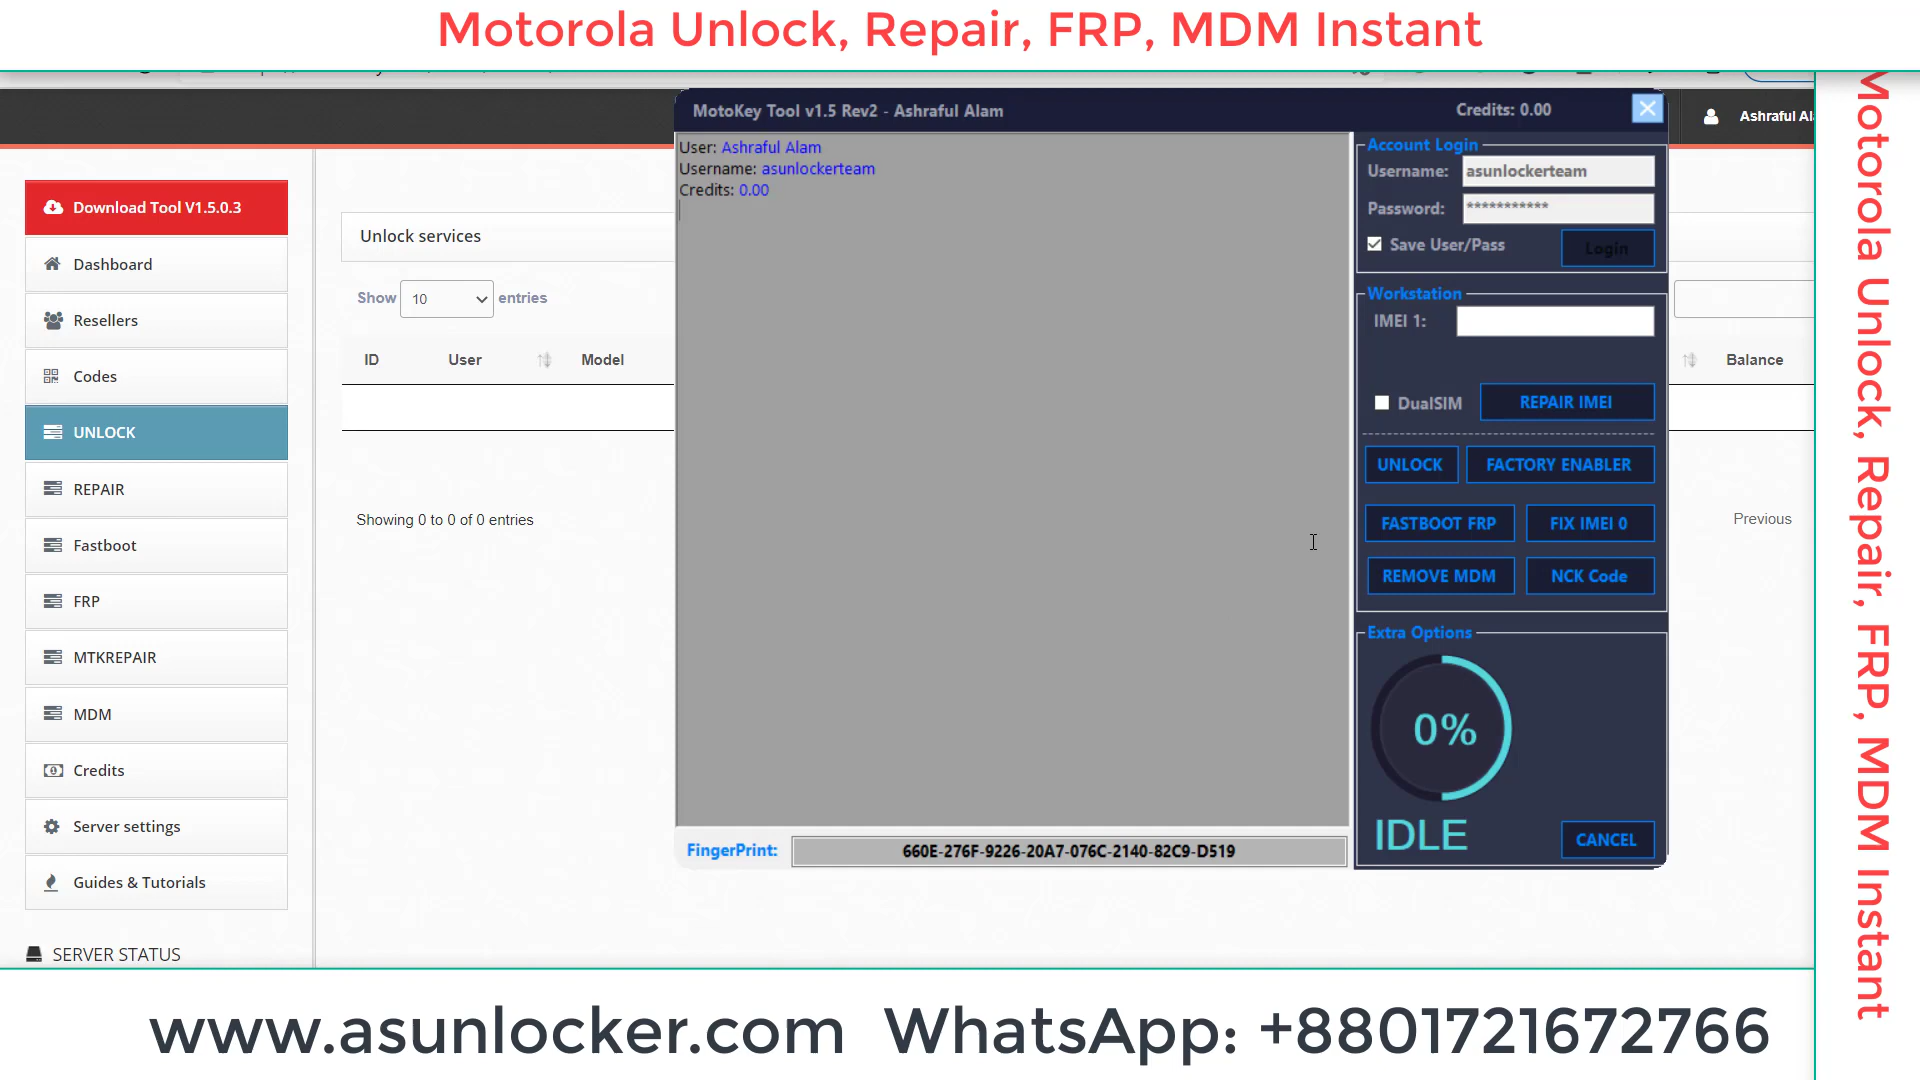 Motorola Unlock, Repair, FRP, MDM Instant
MotoKey Tool v1.5 Rev2 - Ashraful Alam
Credits: 0.00
Ashraful Al
User: Ashraful Alam
Username: asunlockerteam
Credits: 0.00
Account Login
Username: asunlockerteam
Password: ***********
Save User/Pass
Login
Workstation
IMEI 1:
DualSIM
REPAIR IMEI
UNLOCK
FACTORY ENABLER
FASTBOOT FRP
FIX IMEI 0
REMOVE MDM
NCK Code
Extra Options
0%
IDLE
CANCEL
FingerPrint: 660E-276F-9226-20A7-076C-2140-82C9-D519
Download Tool V1.5.0.3
Dashboard
Resellers
Codes
UNLOCK
REPAIR
Fastboot
FRP
MTKREPAIR
MDM
Credits
Server settings
Guides & Tutorials
SERVER STATUS
Unlock services
Show 10 entries
ID User Model Balance
Showing 0 to 0 of 0 entries
Previous
Motorola Unlock, Repair, FRP, MDM Instant
www.asunlocker.com WhatsApp: +8801721672766